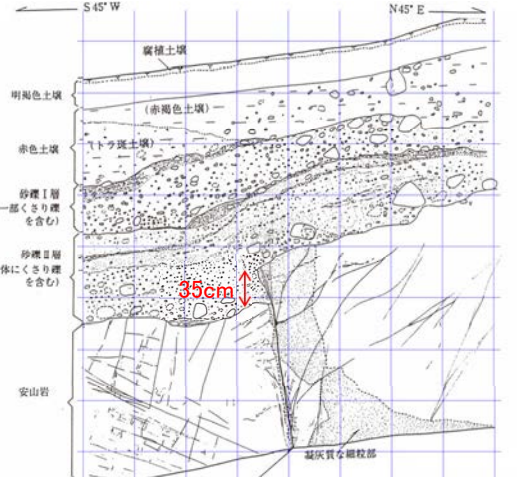 S 45° W
N 45° E
腐植土壌
明褐色土壌
(赤褐色土壌)
赤色土壌
(トラ斑土壌)
砂礫Ⅰ層
一部くさり礫
を含む)
砂礫Ⅱ層
体にくさり礫
を含む)
35cm
安山岩
凝灰質な細粒部